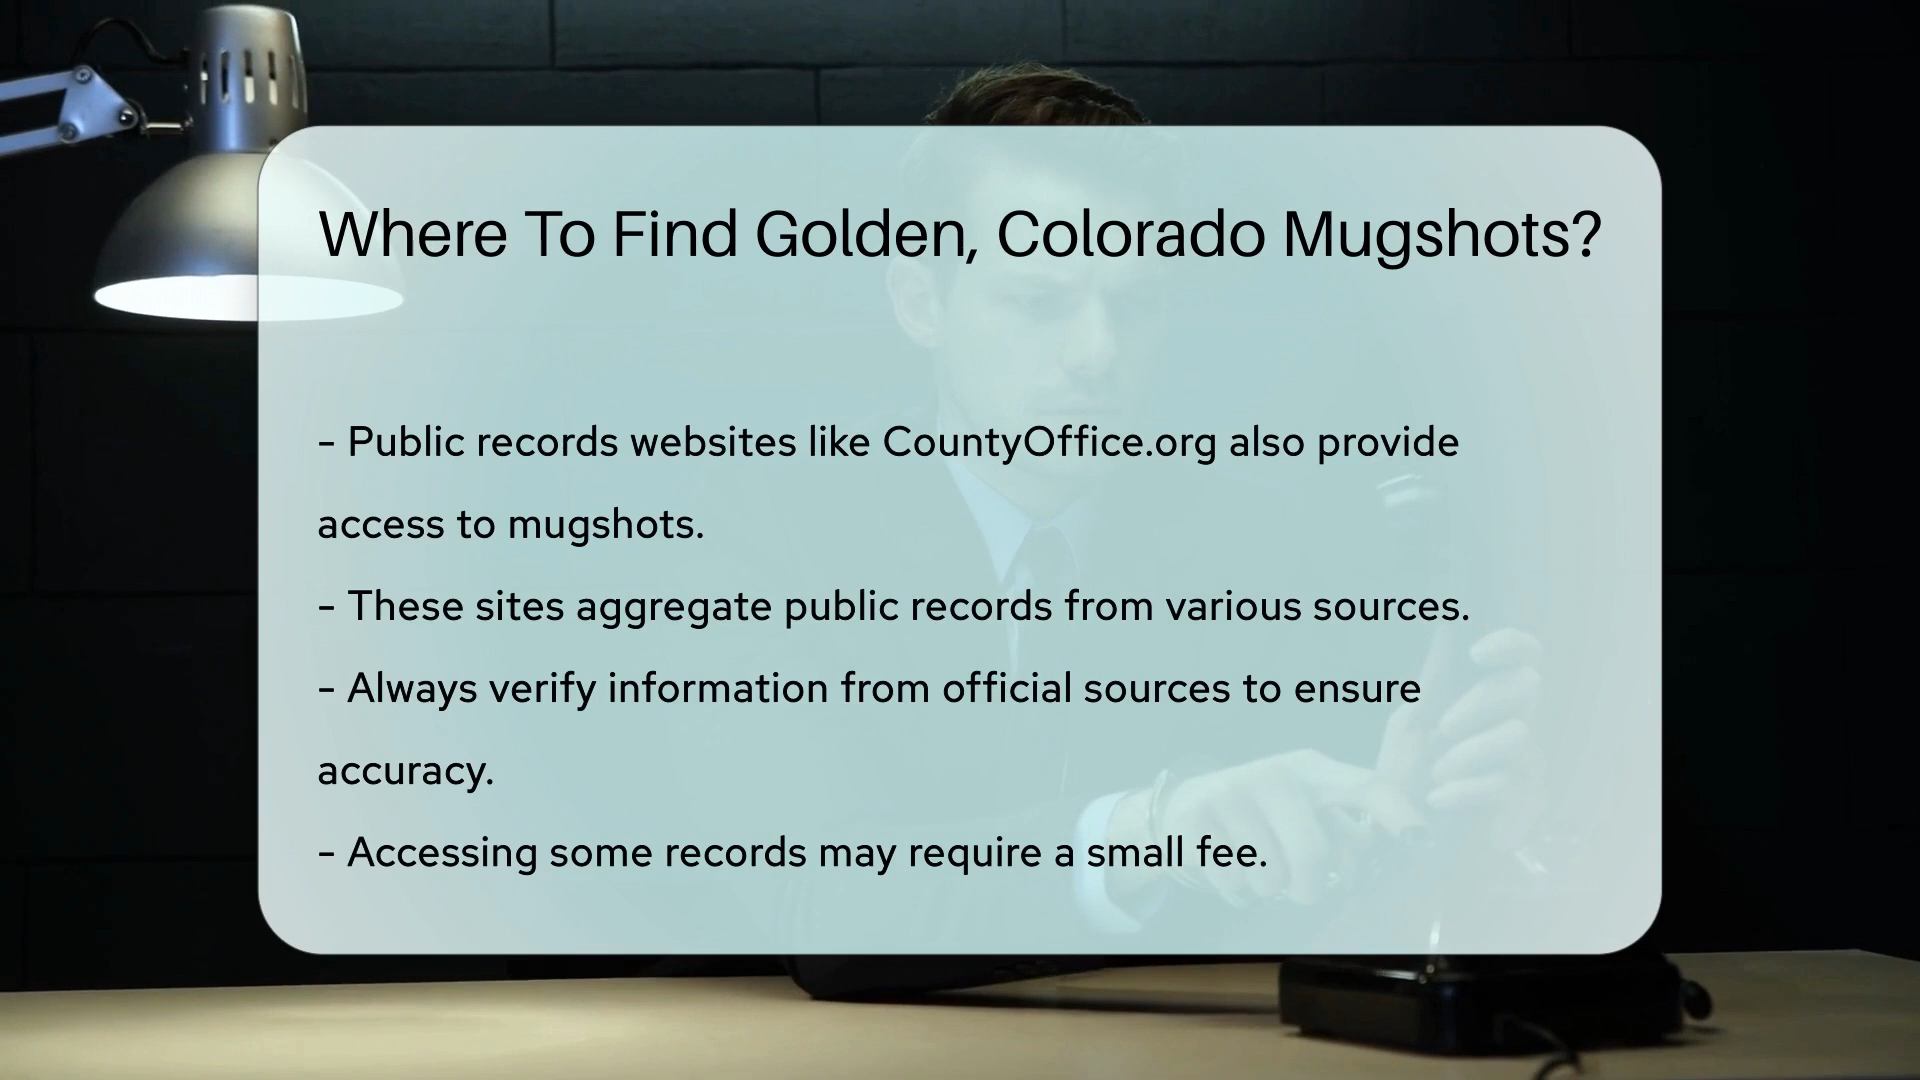 Where To Find Golden, Colorado Mugshots?
– Public records websites like CountyOffice.org also provide
access to mugshots.
– These sites aggregate public records from various sources.
– Always verify information from official sources to ensure
accuracy.
– Accessing some records may require a small fee.